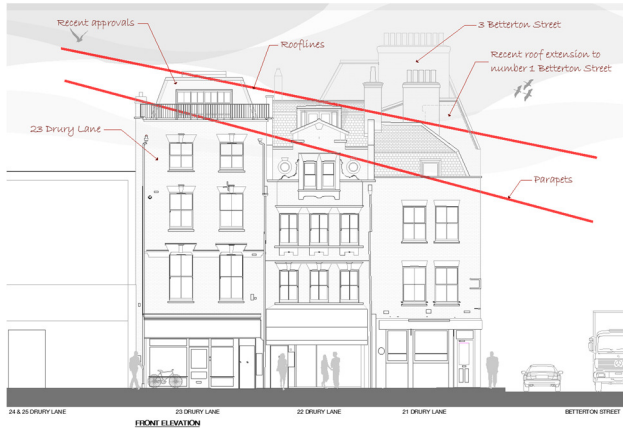 Recent approvals
3 Betterton Street
Rooflines
Recent roof extension to
number 1 Betterton Street
23 Drury Lane
Parapets
24 & 25 DRURY LANE
23 DRURY LANE
22 DRURY LANE
21 DRURY LANE
BETTERTON STREET
FRONT ELEVATION